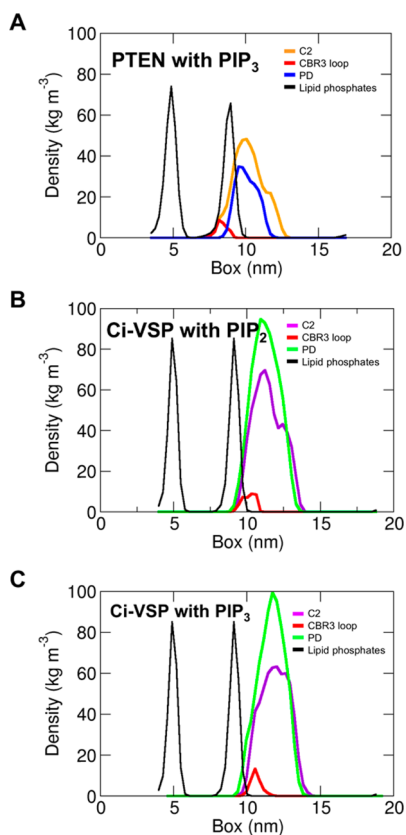 A
PTEN with PIP3
C2
CBR3 loop
PD
Lipid phosphates
Density (kg m-3)
100
80
60
40
20
0
0 5 10 15 20
Box (nm)
B
Ci-VSP with PIP2
C2
CBR3 loop
PD
Lipid phosphates
Density (kg m-3)
100
80
60
40
20
0
0 5 10 15 20
Box (nm)
C
Ci-VSP with PIP3
C2
CBR3 loop
PD
Lipid phosphates
Density (kg m-3)
100
80
60
40
20
0
0 5 10 15 20
Box (nm)